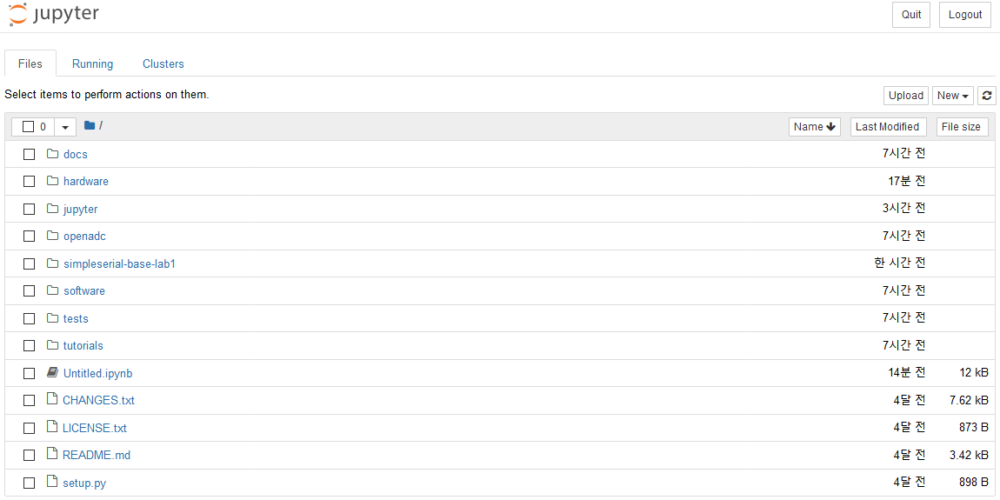 jupyter
Quit Logout
Files Running Clusters
Select items to perform actions on them.
Upload New
0 / Name Last Modified File size
docs 7시간 전
hardware 17분 전
jupyter 3시간 전
openadc 7시간 전
simpleserial-base-lab1 한 시간 전
software 7시간 전
tests 7시간 전
tutorials 7시간 전
Untitled.ipynb 14분 전 12 kB
CHANGES.txt 4달 전 7.62 kB
LICENSE.txt 4달 전 873 B
README.md 4달 전 3.42 kB
setup.py 4달 전 898 B